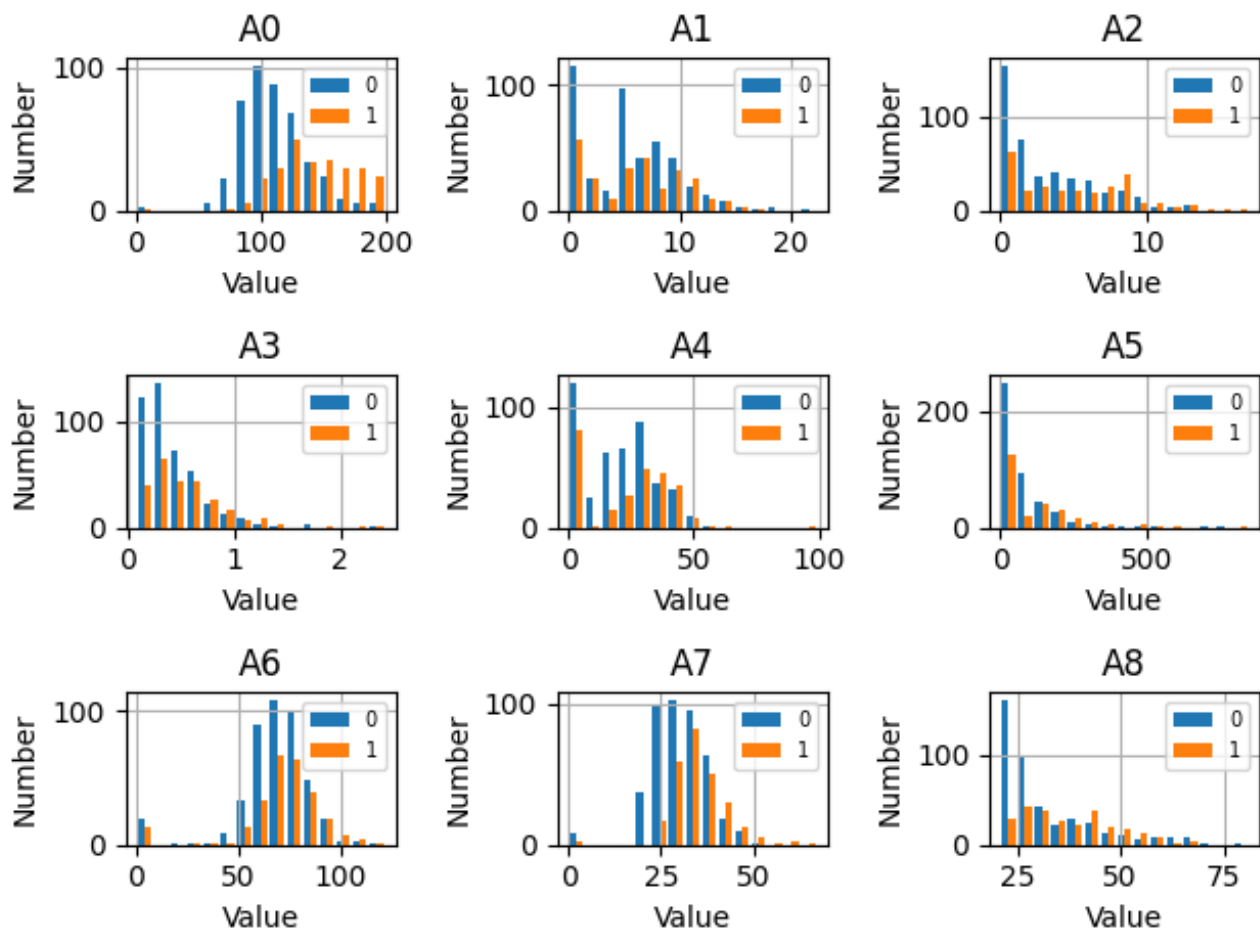 A0 A1 A2
100 100 100
Number Number Number
0 0 0
1 1 1
0 0 0
0 100 200 0 10 20 0 10
Value Value Value
A3 A4 A5
100 100 200
Number Number Number
0 0 0
1 1 1
0 0 0
0 1 2 0 50 100 0 500
Value Value Value
A6 A7 A8
100 100 100
Number Number Number
0 0 0
1 1 1
0 0 0
0 50 100 0 25 50 25 50 75
Value Value Value